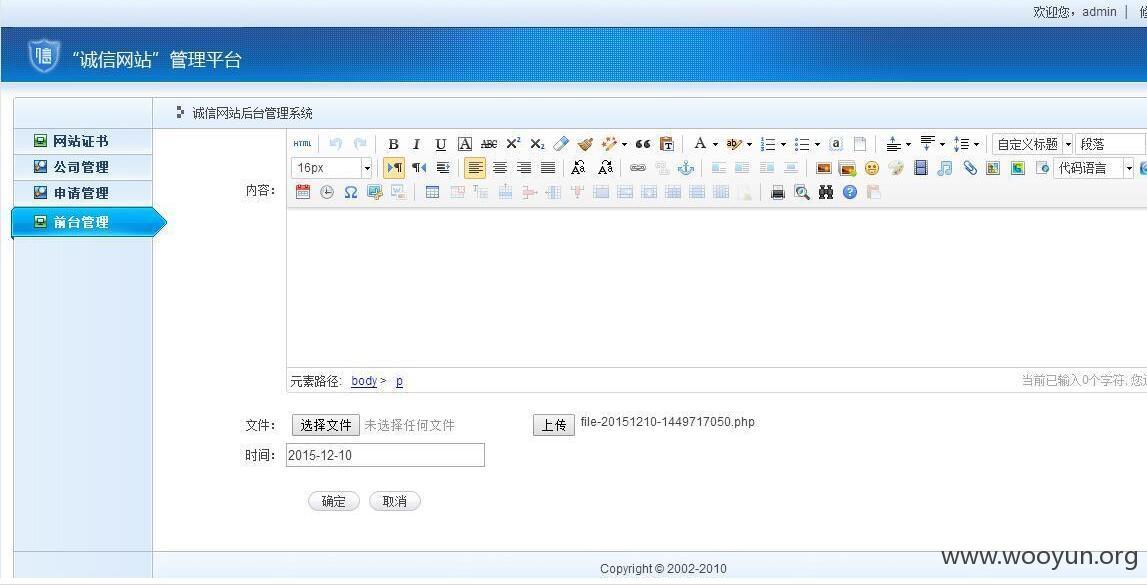 欢迎您，admin │
“诚信网站”管理平台
诚信网站后台管理系统
网站证书
公司管理
申请管理
前台管理
HTML B I U A ABC X² X₂ A ab a 自定义标题 段落
16px 代码语言
内容：
元素路径: body > p
当前已输入0个字符, 您
文件： 选择文件 未选择任何文件 上传 file-20151210-1449717050.php
时间： 2015-12-10
确定 取消
Copyright © 2002-2010
www.wooyun.org